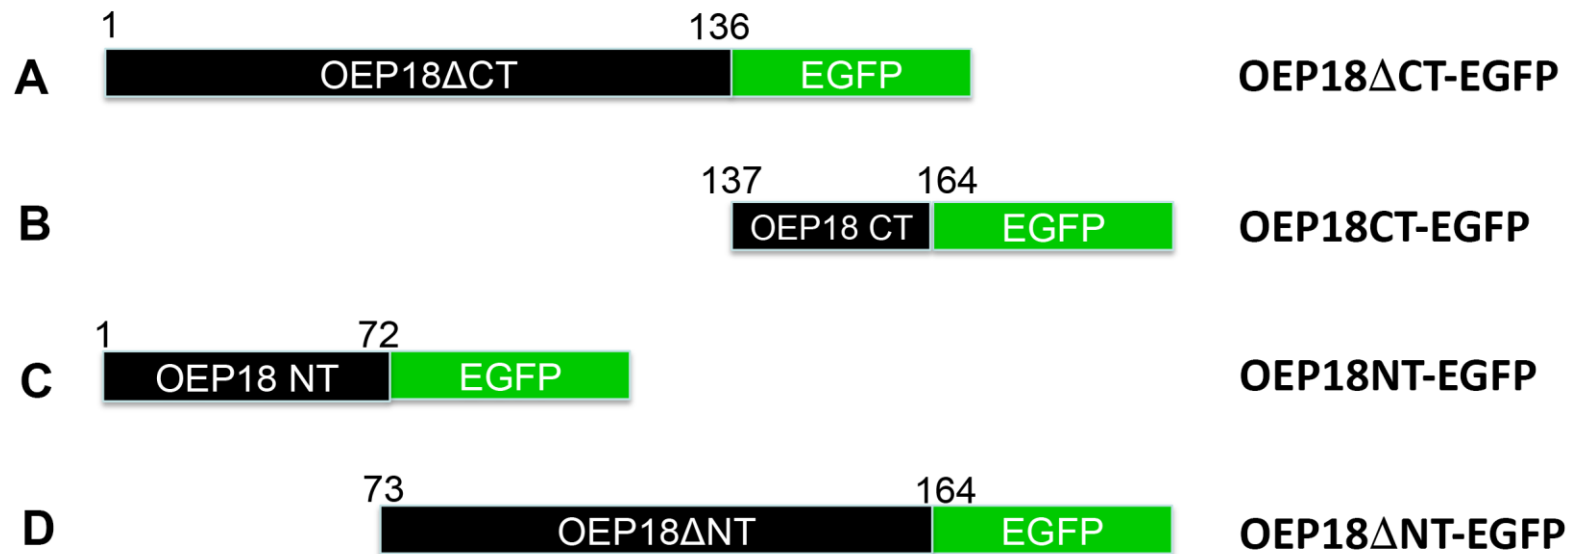 1 136
A OEP18ΔCT EGFP OEP18ΔCT-EGFP
137 164
B OEP18 CT EGFP OEP18CT-EGFP
1 72
C OEP18 NT EGFP OEP18NT-EGFP
73 164
D OEP18ΔNT EGFP OEP18ΔNT-EGFP